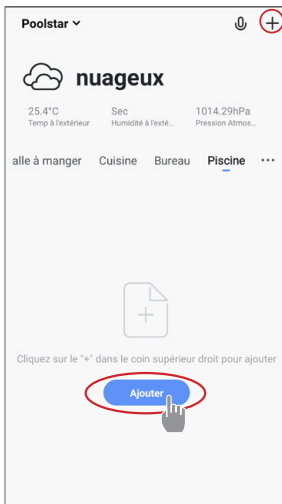 Poolstar
nuageux
25.4°C Sec 1014.29hPa
Temp à l'extérieur Humidité à l'exté... Pression Atmos...
alle à manger Cuisine Bureau Piscine ...
Cliquez sur le "+" dans le coin supérieur droit pour ajouter
Ajouter